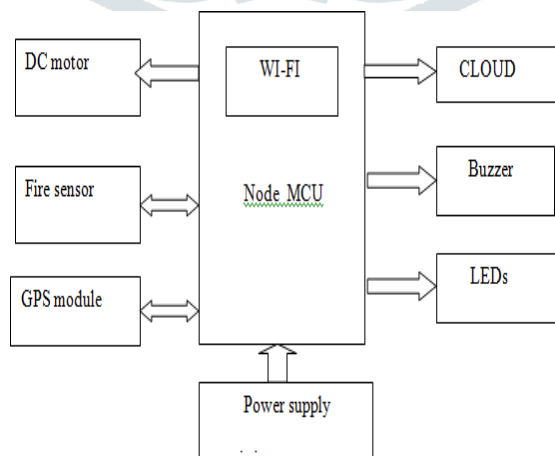 DC motor
WI-FI
CLOUD
Fire sensor
Node MCU
Buzzer
GPS module
LEDs
Power supply